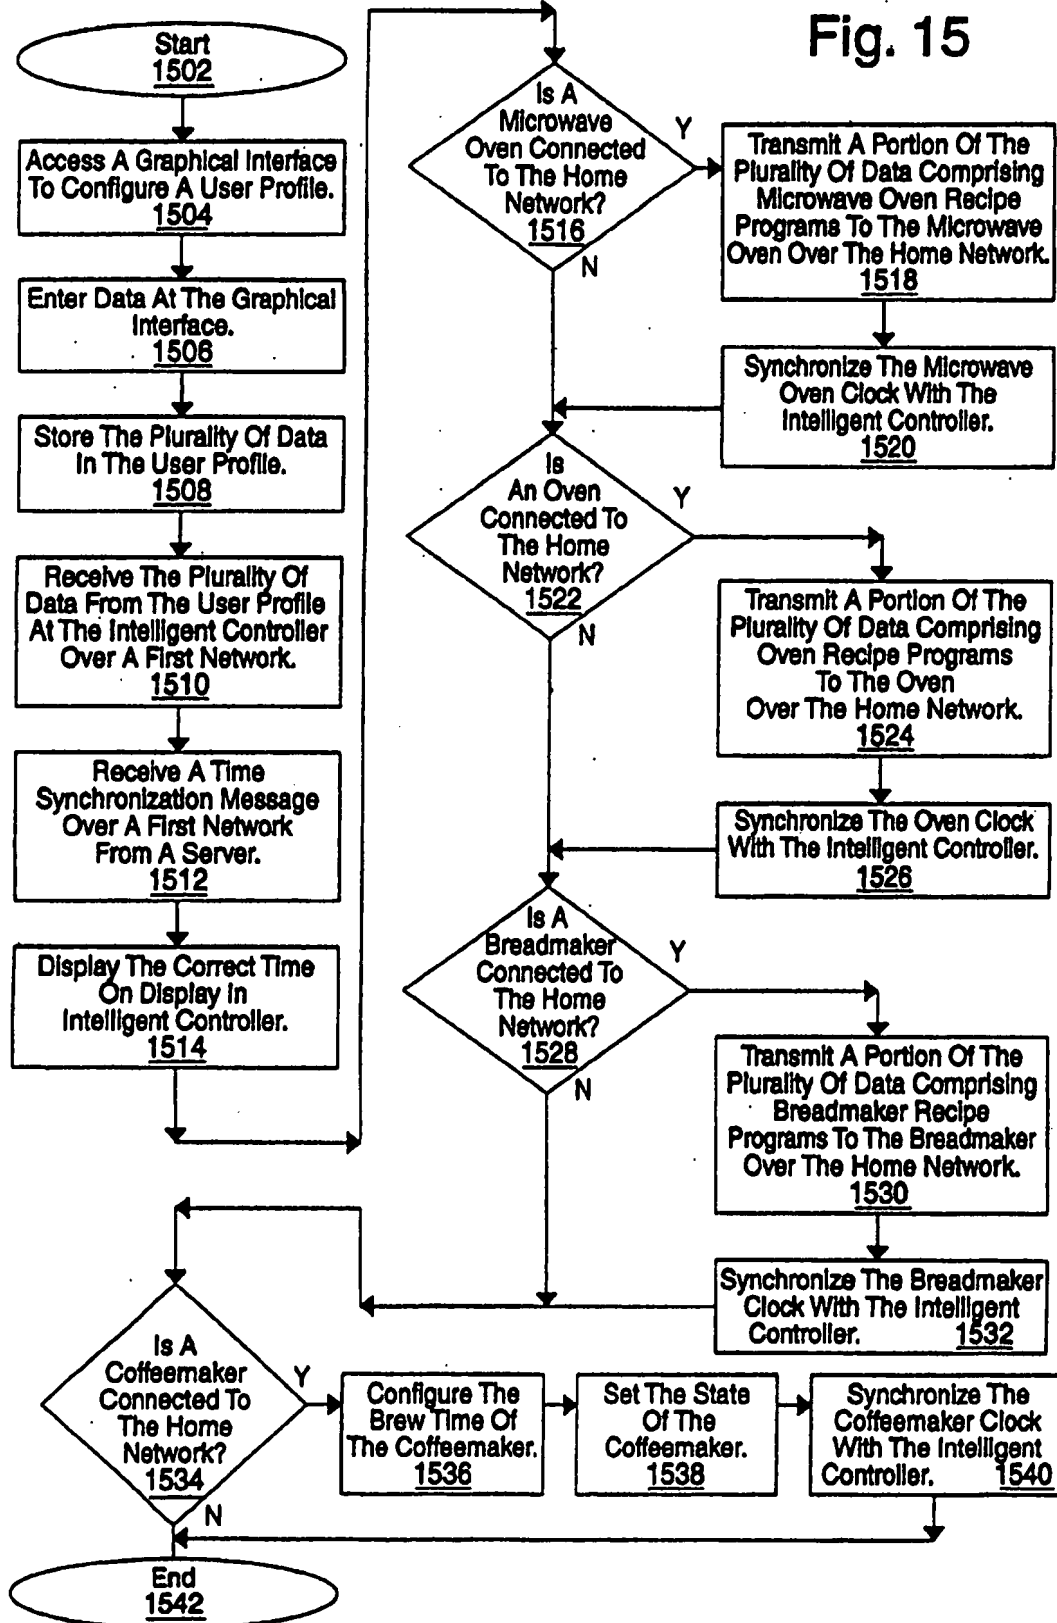 Fig. 15
Start
1502
Access A Graphical Interface
To Configure A User Profile.
1504
Enter Data At The Graphical
Interface.
1506
Store The Plurality Of Data
In The User Profile.
1508
Receive The Plurality Of
Data From The User Profile
At The Intelligent Controller
Over A First Network.
1510
Receive A Time
Synchronization Message
Over A First Network
From A Server.
1512
Display The Correct Time
On Display In
Intelligent Controller.
1514
Is A
Microwave
Oven Connected
To The Home
Network?
1516
Y
N
Transmit A Portion Of The
Plurality Of Data Comprising
Microwave Oven Recipe
Programs To The Microwave
Oven Over The Home Network.
1518
Synchronize The Microwave
Oven Clock With The
Intelligent Controller.
1520
Is
An Oven
Connected To
The Home
Network?
1522
Y
N
Transmit A Portion Of The
Plurality Of Data Comprising
Oven Recipe Programs
To The Oven
Over The Home Network.
1524
Synchronize The Oven Clock
With The Intelligent Controller.
1526
Is A
Breadmaker
Connected To
The Home
Network?
1528
Y
N
Transmit A Portion Of The
Plurality Of Data Comprising
Breadmaker Recipe
Programs To The Breadmaker
Over The Home Network.
1530
Synchronize The Breadmaker
Clock With The Intelligent
Controller. 1532
Is A
Coffeemaker
Connected To
The Home
Network?
1534
Y
N
Configure The
Brew Time Of
The Coffeemaker.
1536
Set The State
Of The
Coffeemaker.
1538
Synchronize The
Coffeemaker Clock
With The Intelligent
Controller. 1540
End
1542